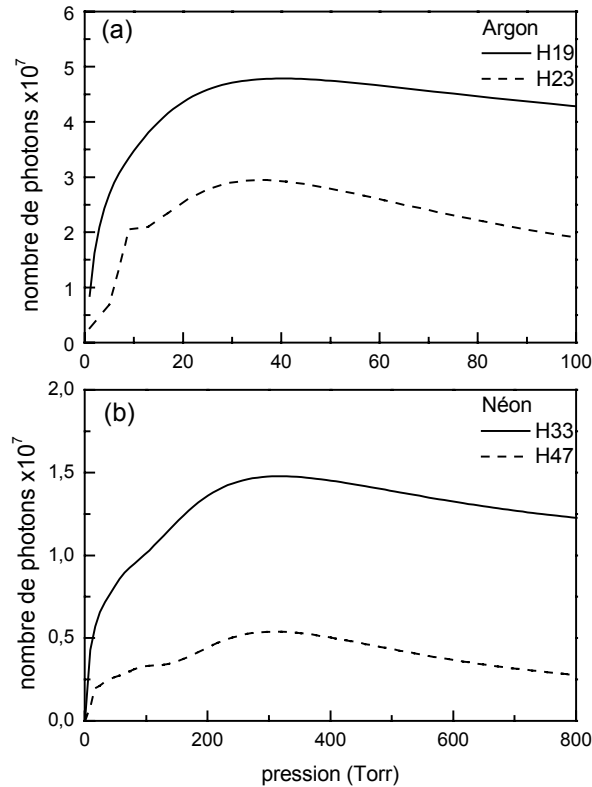 (a)
Argon
H19
H23
nombre de photons x10^7
6
5
4
3
2
1
0
0 20 40 60 80 100
(b)
Néon
H33
H47
nombre de photons x10^7
2,0
1,5
1,0
0,5
0,0
0 200 400 600 800
pression (Torr)